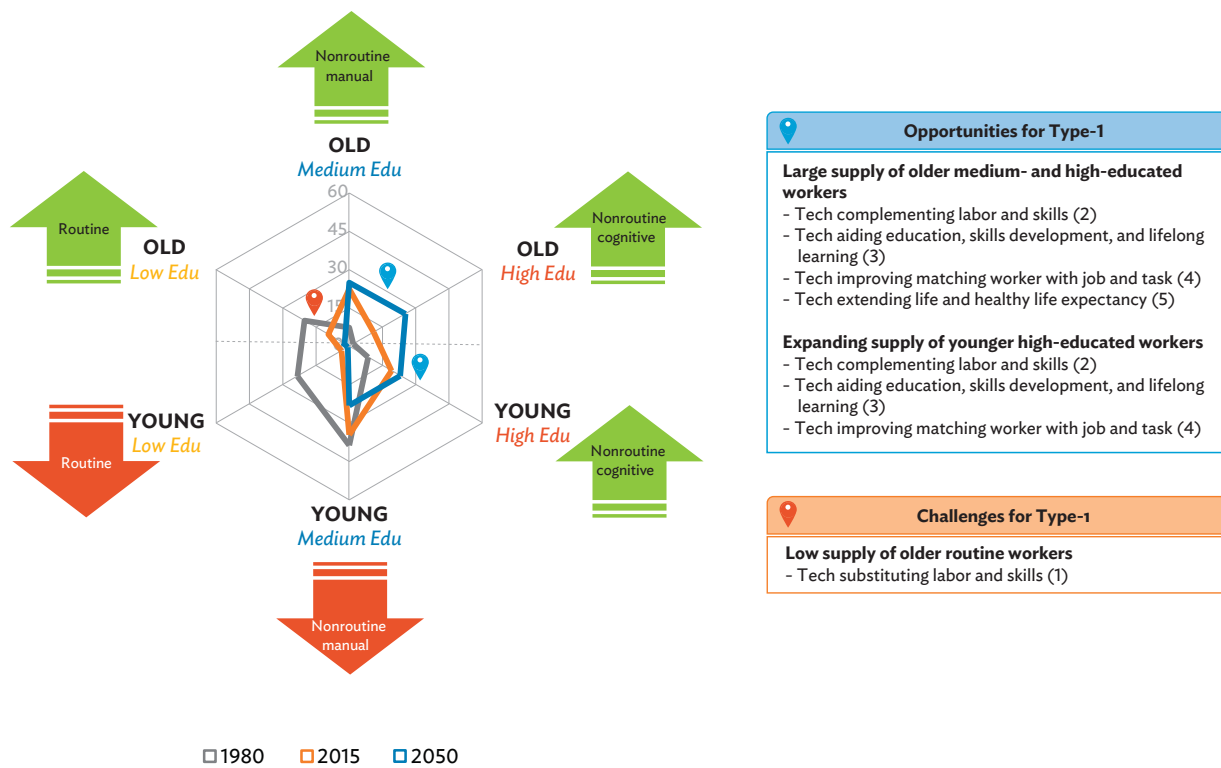 Nonroutine
manual
OLD
Medium Edu
Routine
OLD
Low Edu
Nonroutine
cognitive
OLD
High Edu
60
45
30
15
YOUNG
Low Edu
Routine
YOUNG
High Edu
Nonroutine
cognitive
YOUNG
Medium Edu
Nonroutine
manual
1980
2015
2050
Opportunities for Type-1
Large supply of older medium- and high-educated
workers
- Tech complementing labor and skills (2)
- Tech aiding education, skills development, and lifelong
learning (3)
- Tech improving matching worker with job and task (4)
- Tech extending life and healthy life expectancy (5)
Expanding supply of younger high-educated workers
- Tech complementing labor and skills (2)
- Tech aiding education, skills development, and lifelong
learning (3)
- Tech improving matching worker with job and task (4)
Challenges for Type-1
Low supply of older routine workers
- Tech substituting labor and skills (1)